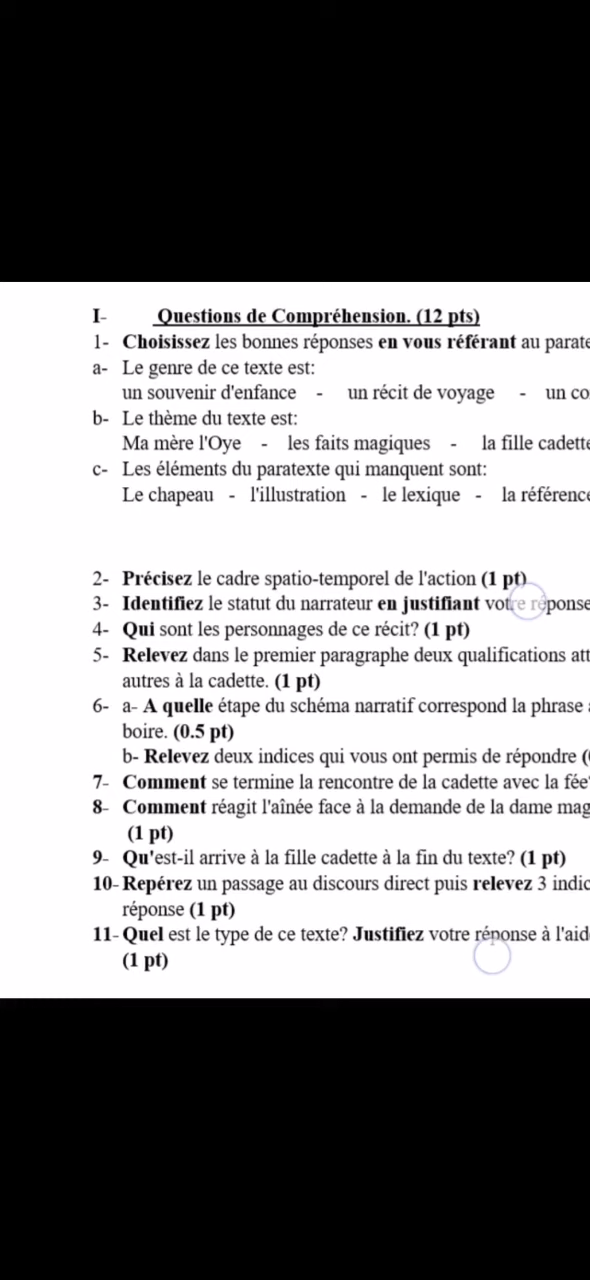 I- Questions de Compréhension. (12 pts)
1- Choisissez les bonnes réponses en vous référant au parate
a- Le genre de ce texte est:
un souvenir d'enfance - un récit de voyage - un co
b- Le thème du texte est:
Ma mère l'Oye - les faits magiques - la fille cadette
c- Les éléments du paratexte qui manquent sont:
Le chapeau - l'illustration - le lexique - la référence
2- Précisez le cadre spatio-temporel de l'action (1 pt)
3- Identifiez le statut du narrateur en justifiant votre réponse
4- Qui sont les personnages de ce récit? (1 pt)
5- Relevez dans le premier paragraphe deux qualifications att
autres à la cadette. (1 pt)
6- a- A quelle étape du schéma narratif correspond la phrase
boire. (0.5 pt)
b- Relevez deux indices qui vous ont permis de répondre (
7- Comment se termine la rencontre de la cadette avec la fée
8- Comment réagit l'aînée face à la demande de la dame mag
(1 pt)
9- Qu'est-il arrive à la fille cadette à la fin du texte? (1 pt)
10- Repérez un passage au discours direct puis relevez 3 indic
réponse (1 pt)
11- Quel est le type de ce texte? Justifiez votre réponse à l'aid
(1 pt)